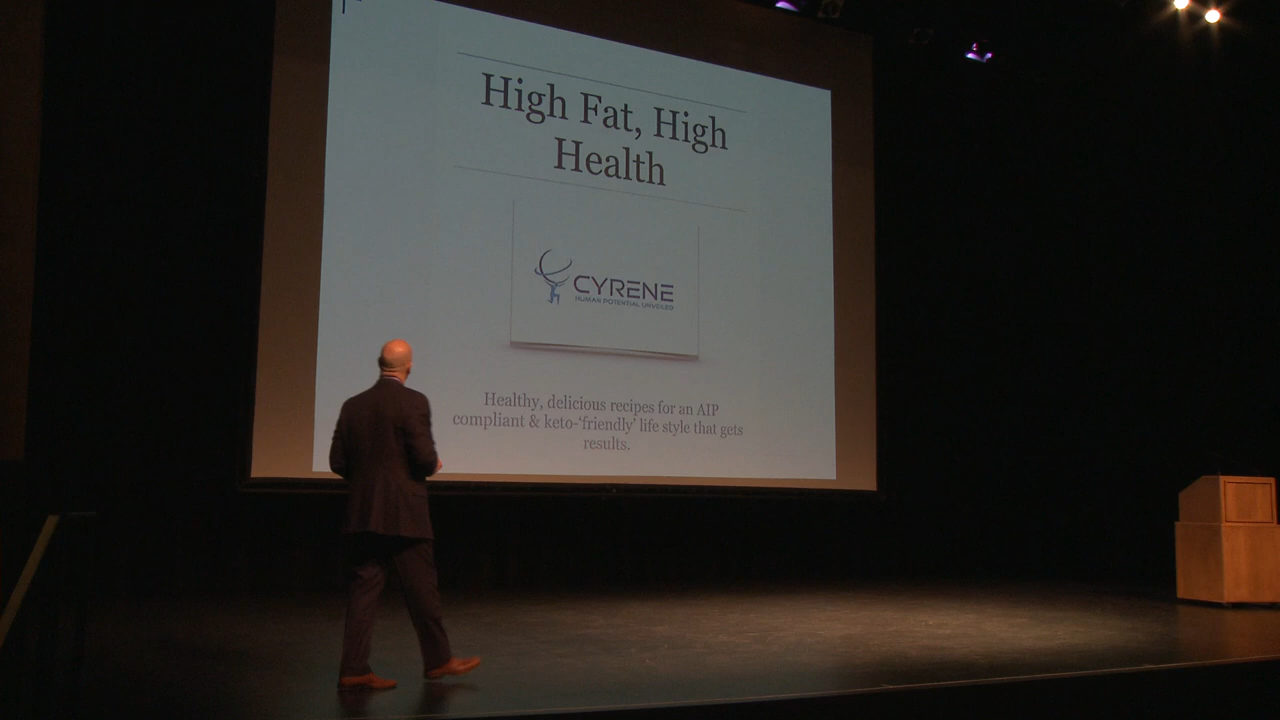 High Fat, High
Health
CYRENE
HUMAN POTENTIAL UNVEILED
Healthy, delicious recipes for an AIP
compliant & keto-‘friendly’ life style that gets
results.